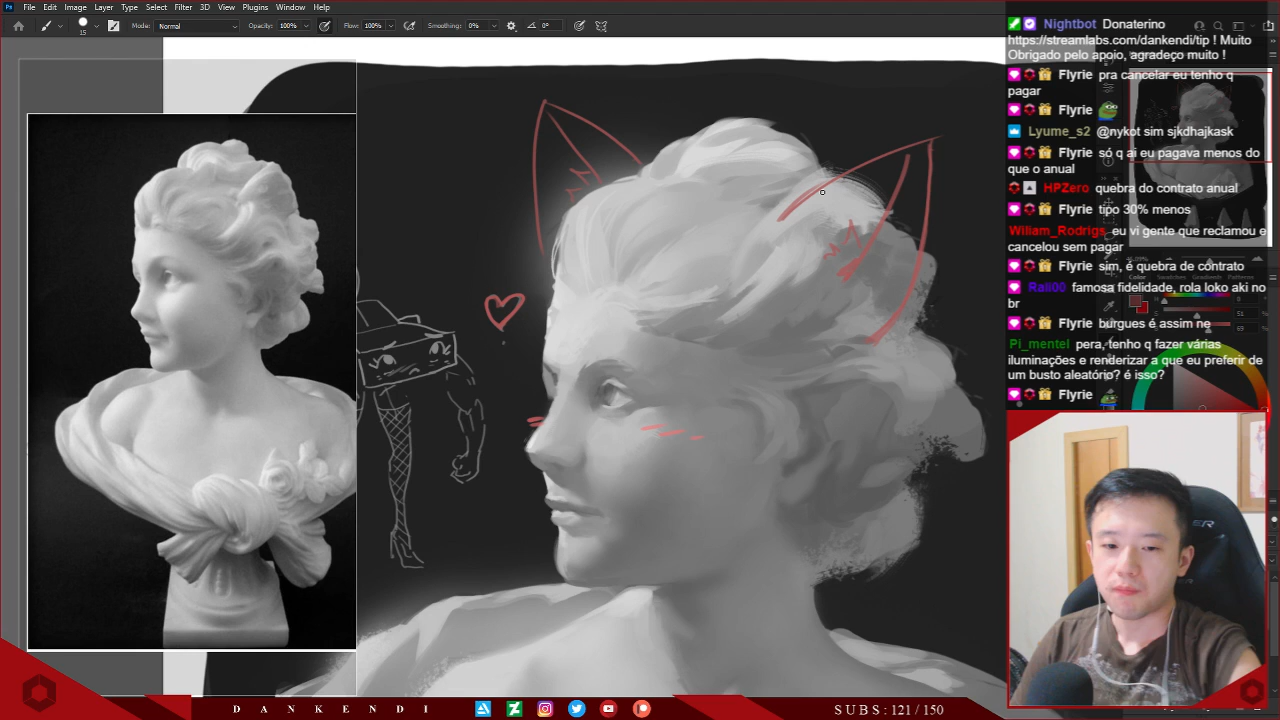 Ps File Edit Image Layer Type Select Filter 3D View Plugins Window Help
15 Mode: Normal Opacity: 100% Flow: 100% Smoothing: 0% 0°
Nightbot Donaterino
https://streamlabs.com/dankendi/tip ! Muito
Obrigado pelo apoio, agradeço muito !
Flyrie pra cancelar eu tenho q
pagar
Flyrie
Lyume_s2 @nykot sim sjkdhajkask
Flyrie só q ai eu pagava menos do
que o anual
HPZero quebra do contrato anual
Flyrie tipo 30% menos
William_Rodrigs eu vi gente que reclamou e
cancelou sem pagar
Flyrie sim, é quebra de contrato
Rall00 famosa fidelidade, rola loko aki no
br
Flyrie burgues é assim ne
Pi_mentel pera, tenho q fazer várias
iluminações e renderizar a que eu preferir de
um busto aleatório? é isso?
Flyrie
DANKENDI
SUBS: 121 / 150